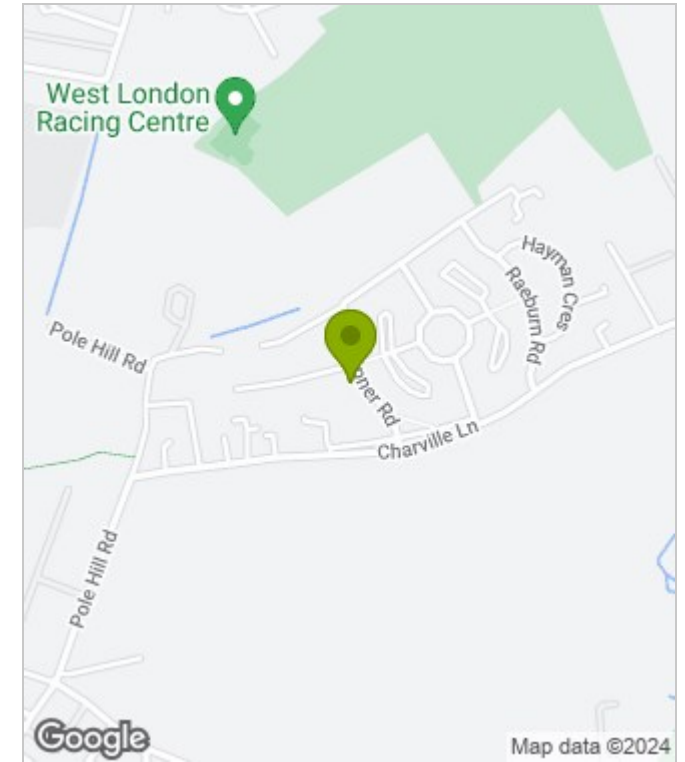 West London
Racing Centre
Hayman Cres
Raeburn Rd
Pole Hill Rd
Rd
Charville Ln
Pole Hill Rd
Google
Map data ©2024